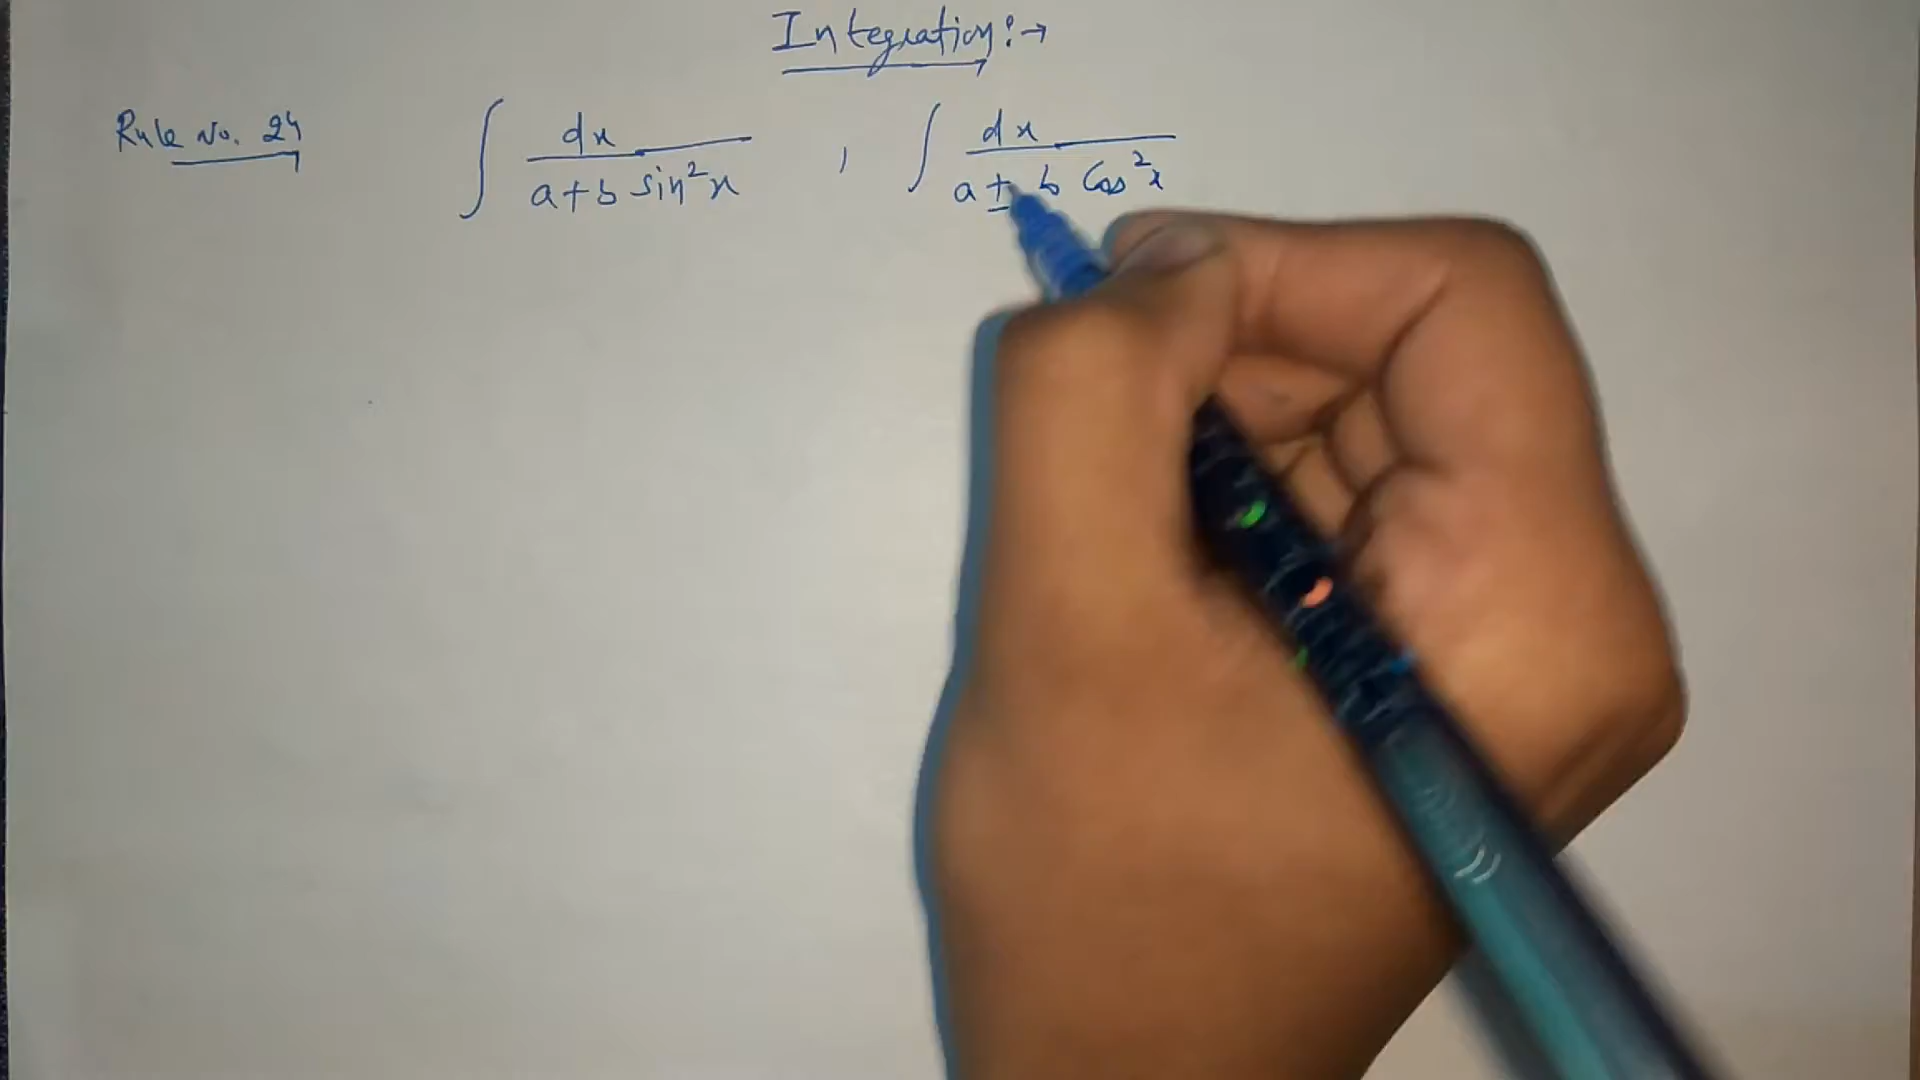 Integration :→
Rule No. 24 ∫ dx / (a + b sin²x) , ∫ dx / (a ± b Cos²x)